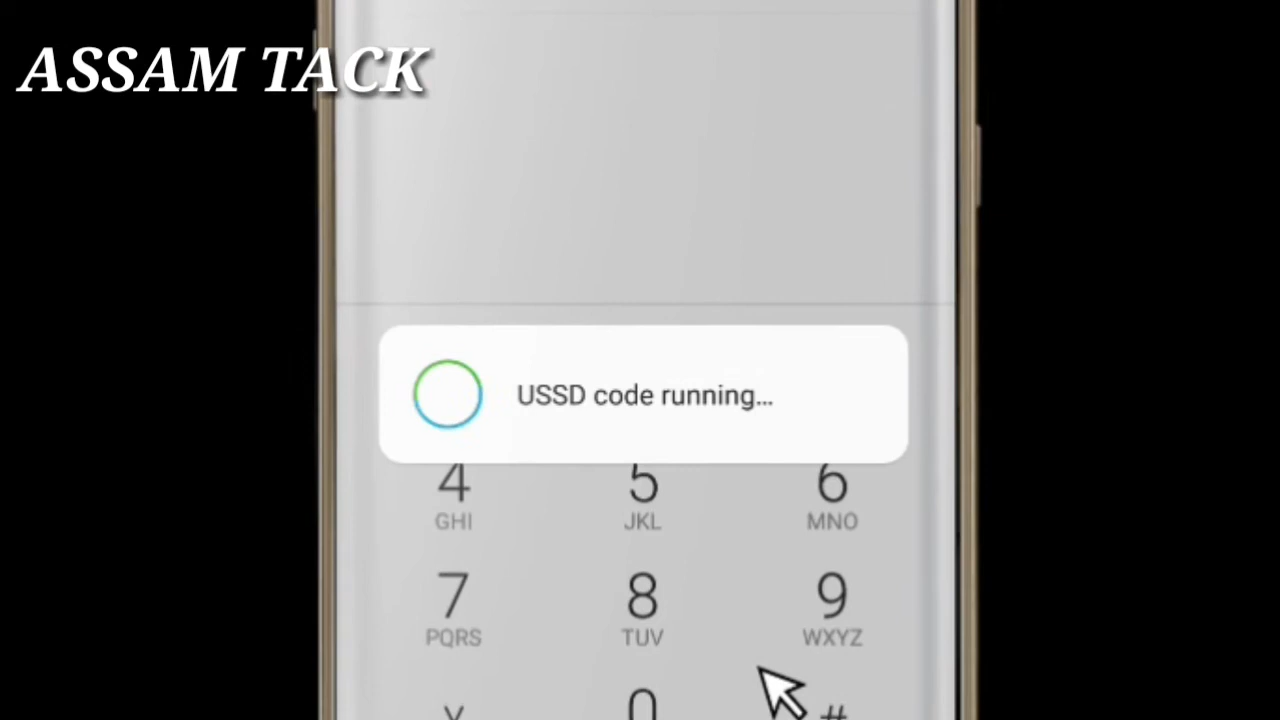 ASSAM TACK
USSD code running...
4 5 6
GHI JKL MNO
7 8 9
PQRS TUV WXYZ
0 #